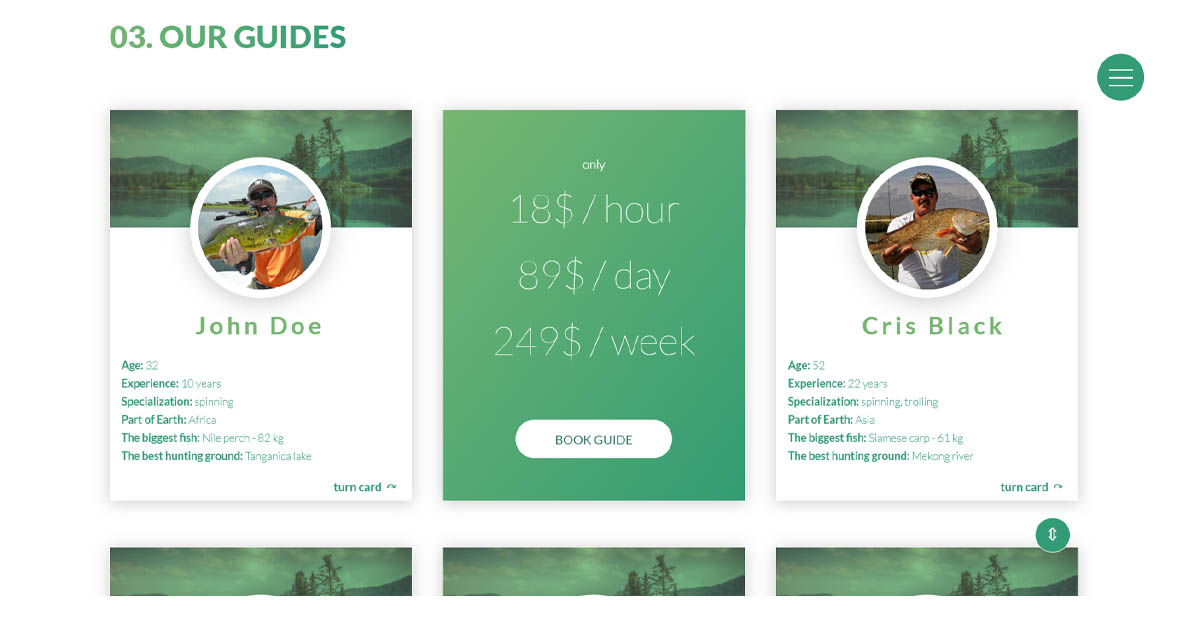 03. OUR GUIDES
John Doe
Age: 32
Experience: 10 years
Specialization: spinning
Part of Earth: Africa
The biggest fish: Nile perch - 82 kg
The best hunting ground: Tanganica lake
turn card
only
18$ / hour
89$ / day
249$ / week
BOOK GUIDE
Cris Black
Age: 52
Experience: 22 years
Specialization: spinning, trolling
Part of Earth: Asia
The biggest fish: Siamese carp - 61 kg
The best hunting ground: Mekong river
turn card